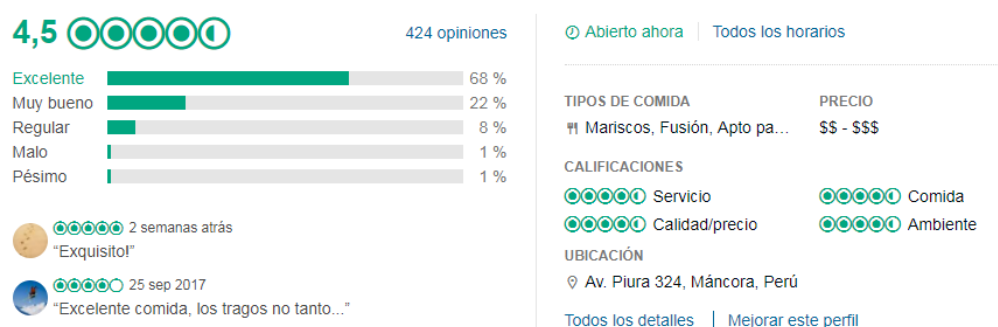 4,5
424 opiniones
Excelente 68 %
Muy bueno 22 %
Regular 8 %
Malo 1 %
Pésimo 1 %
2 semanas atrás
“Exquisito!”
25 sep 2017
“Excelente comida, los tragos no tanto...”
Abierto ahora Todos los horarios
TIPOS DE COMIDA PRECIO
Mariscos, Fusión, Apto pa... $$ - $$$
CALIFICACIONES
Servicio Comida
Calidad/precio Ambiente
UBICACIÓN
Av. Piura 324, Máncora, Perú
Todos los detalles | Mejorar este perfil